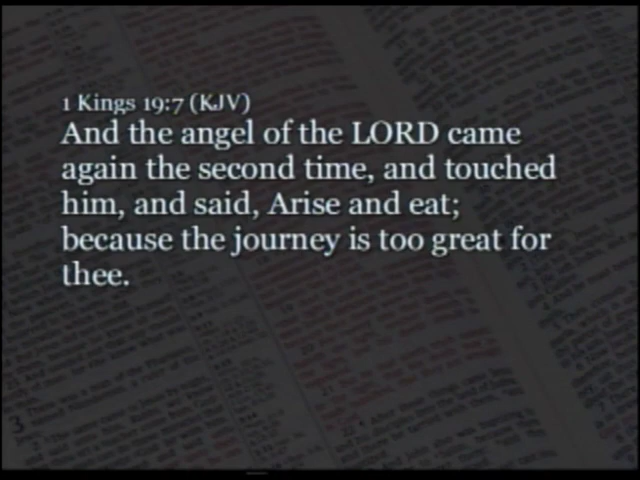 1 Kings 19:7 (KJV)
And the angel of the LORD came
again the second time, and touched
him, and said, Arise and eat;
because the journey is too great for
thee.